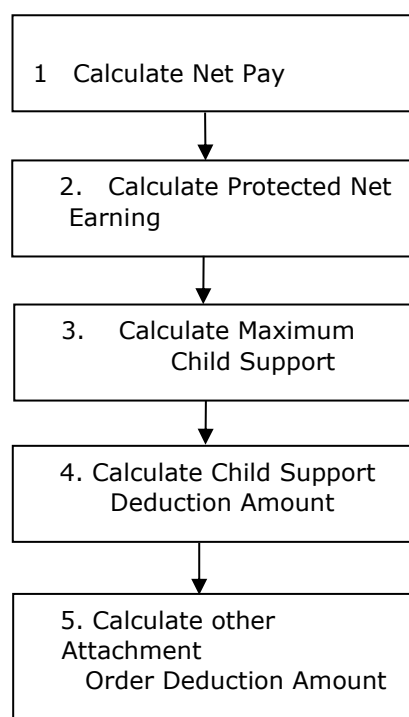 1 Calculate Net Pay
2. Calculate Protected Net
Earning
3. Calculate Maximum
Child Support
4. Calculate Child Support
Deduction Amount
5. Calculate other
Attachment
Order Deduction Amount